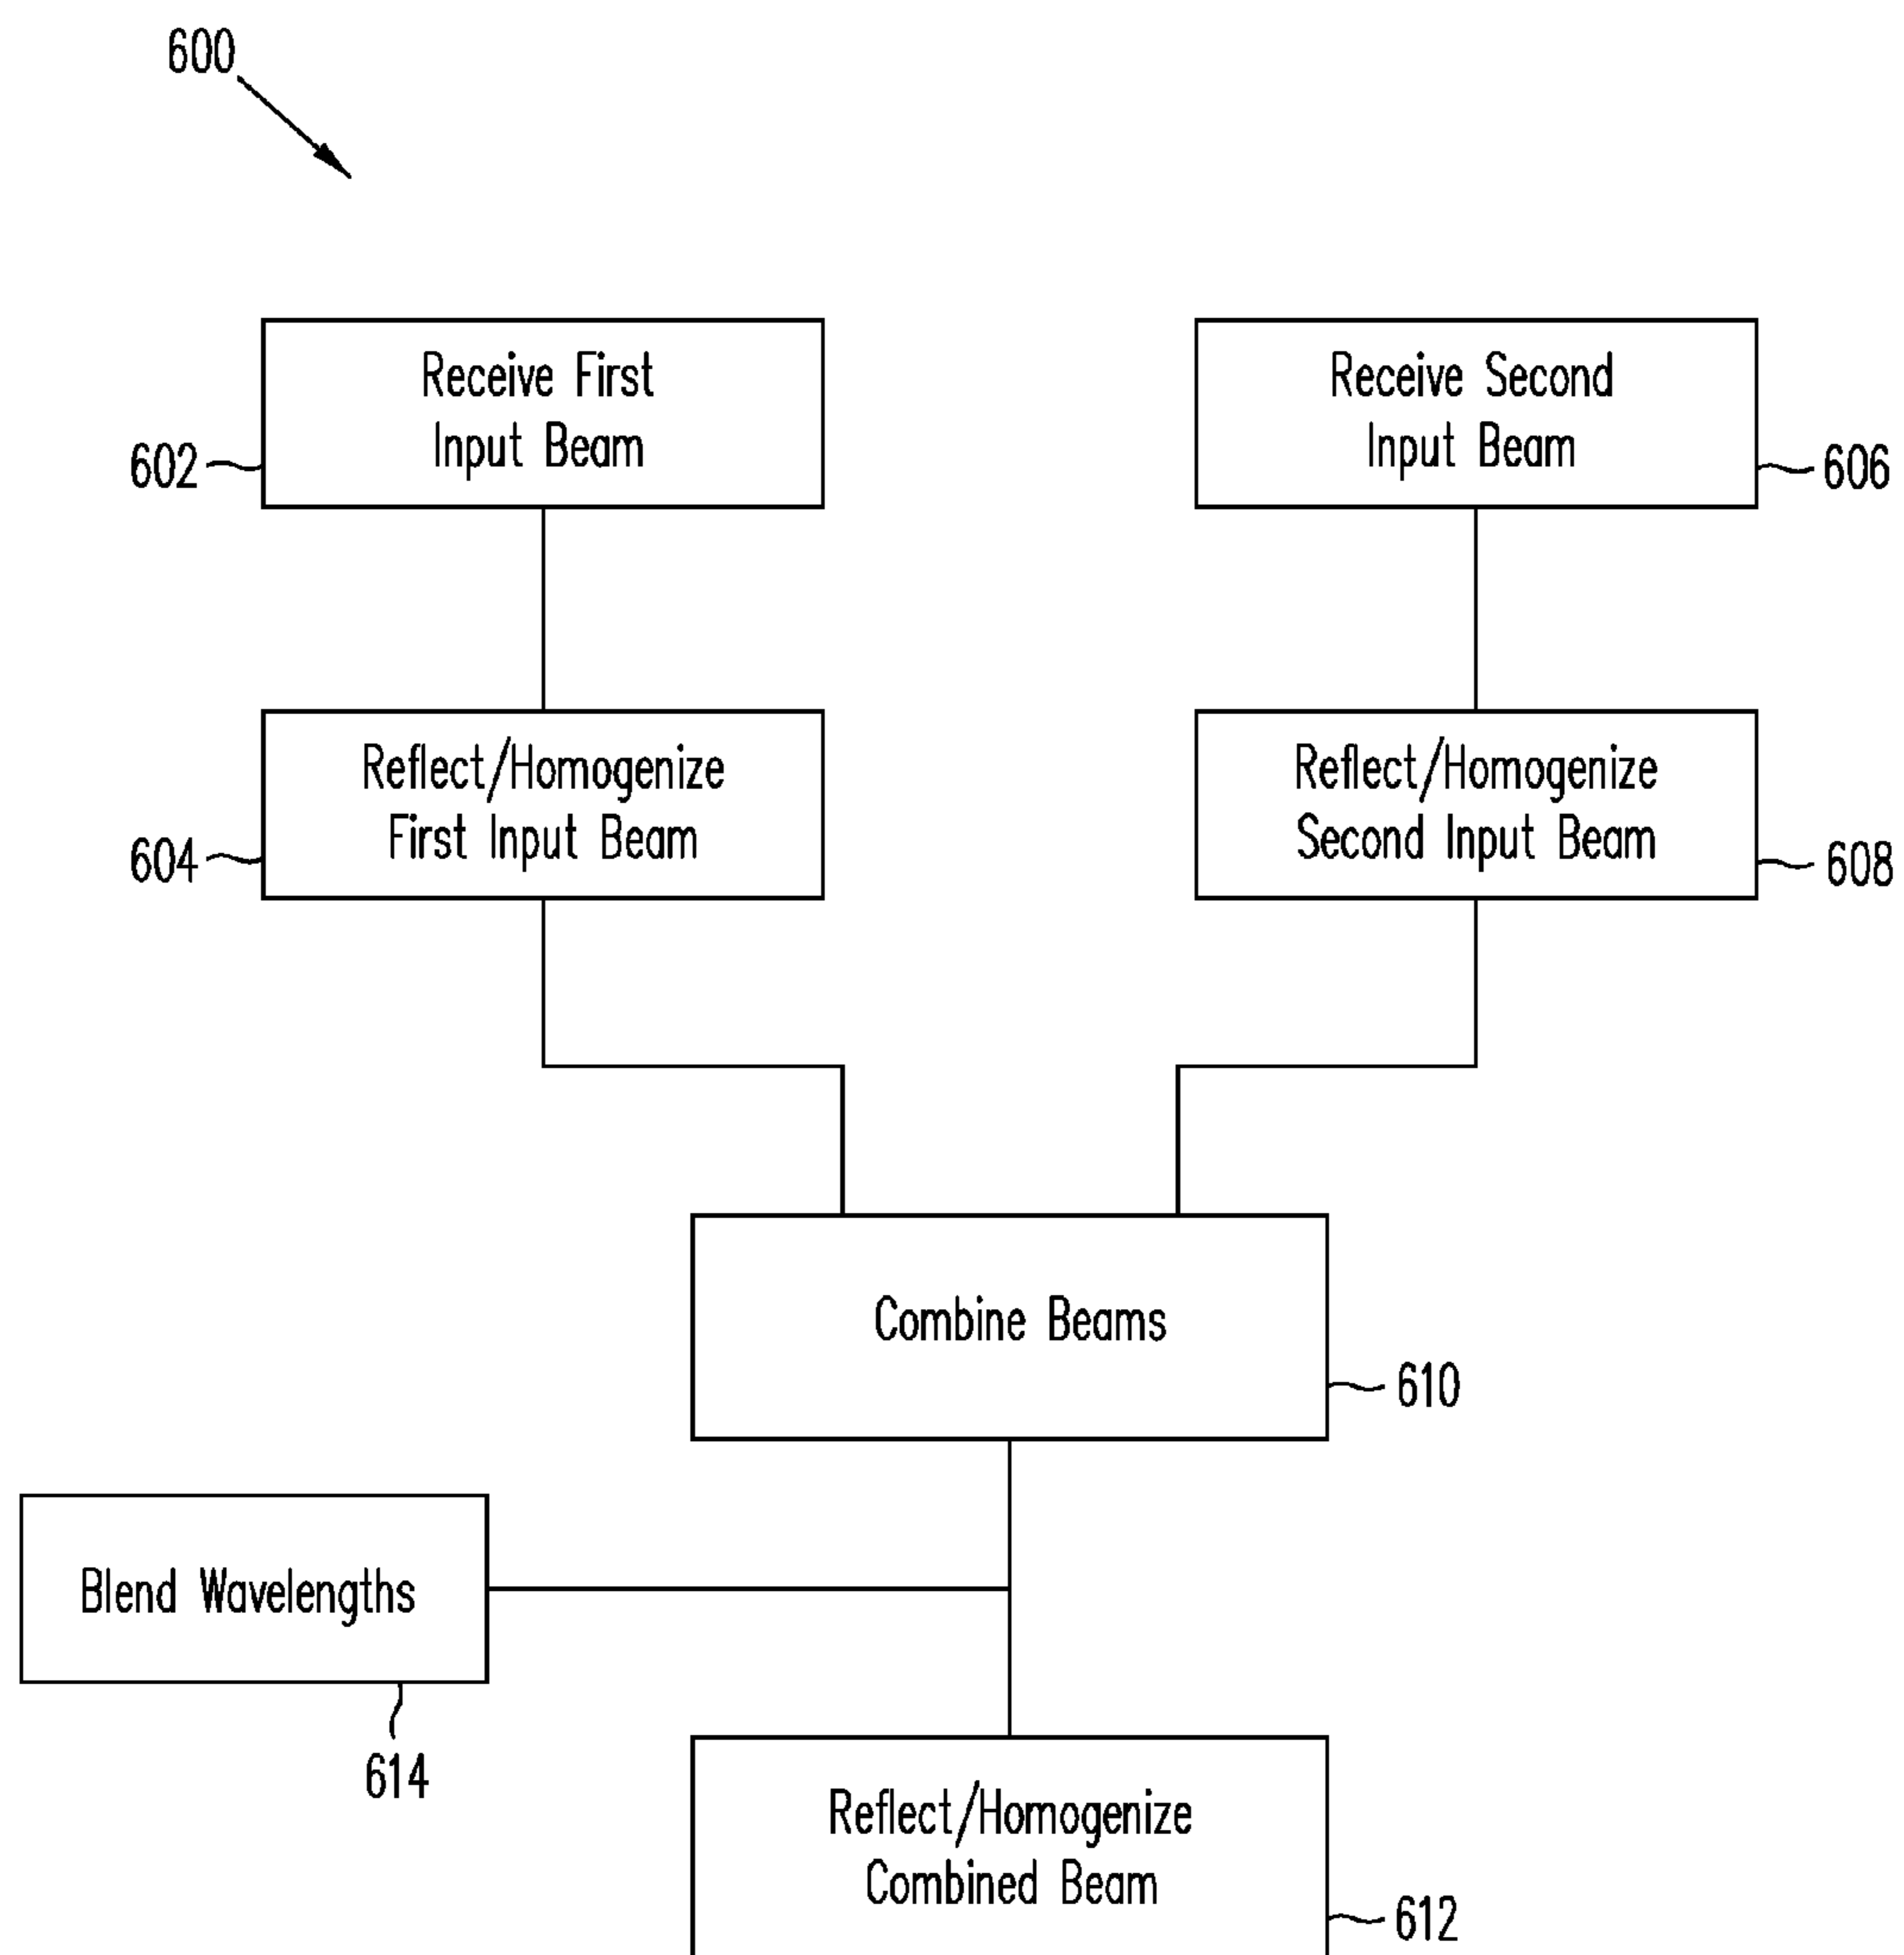 600
Receive First
Input Beam
602
Receive Second
Input Beam
606
Reflect/Homogenize
First Input Beam
604
Reflect/Homogenize
Second Input Beam
608
Combine Beams
610
Blend Wavelengths
614
Reflect/Homogenize
Combined Beam
612